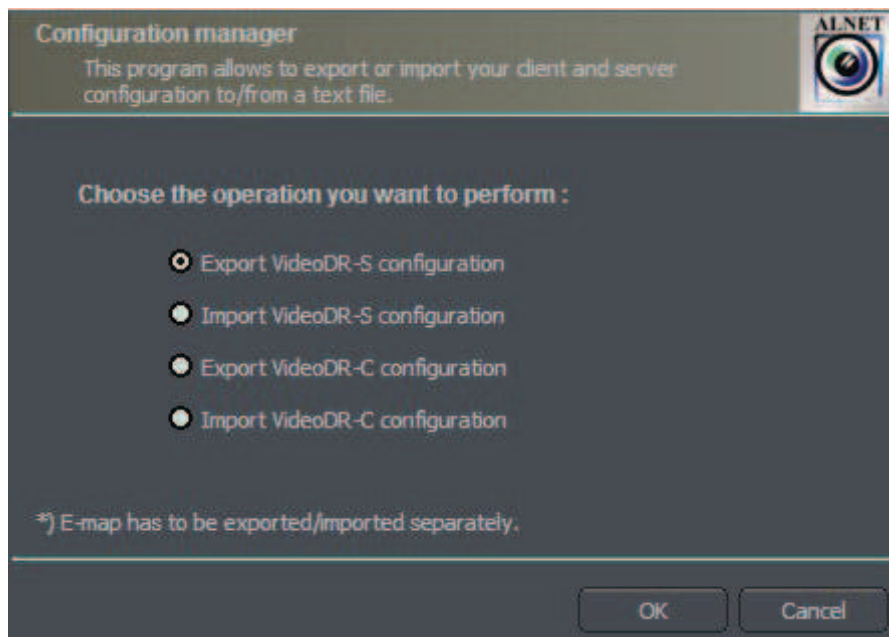 Configuration manager
This program allows to export or import your client and server
configuration to/from a text file.
ALNET
Choose the operation you want to perform :
Export VideoDR-S configuration
Import VideoDR-S configuration
Export VideoDR-C configuration
Import VideoDR-C configuration
*) E-map has to be exported/imported separately.
OK
Cancel